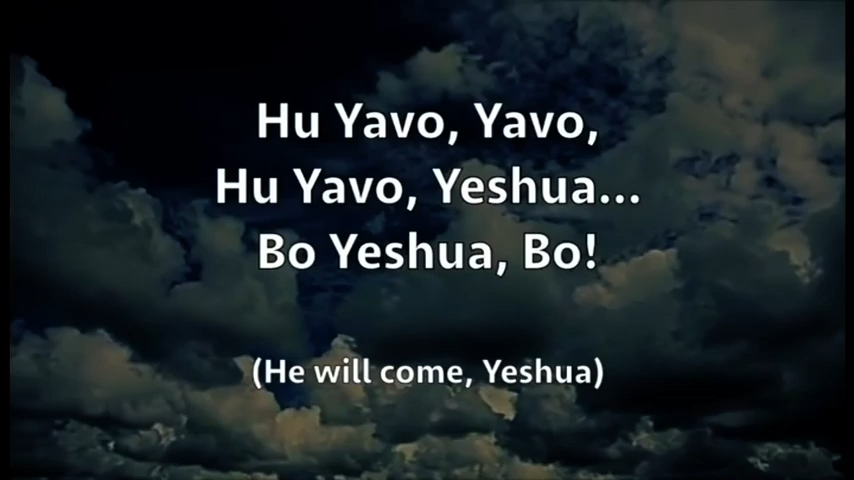 Hu Yavo, Yavo,
Hu Yavo, Yeshua...
Bo Yeshua, Bo!
(He will come, Yeshua)